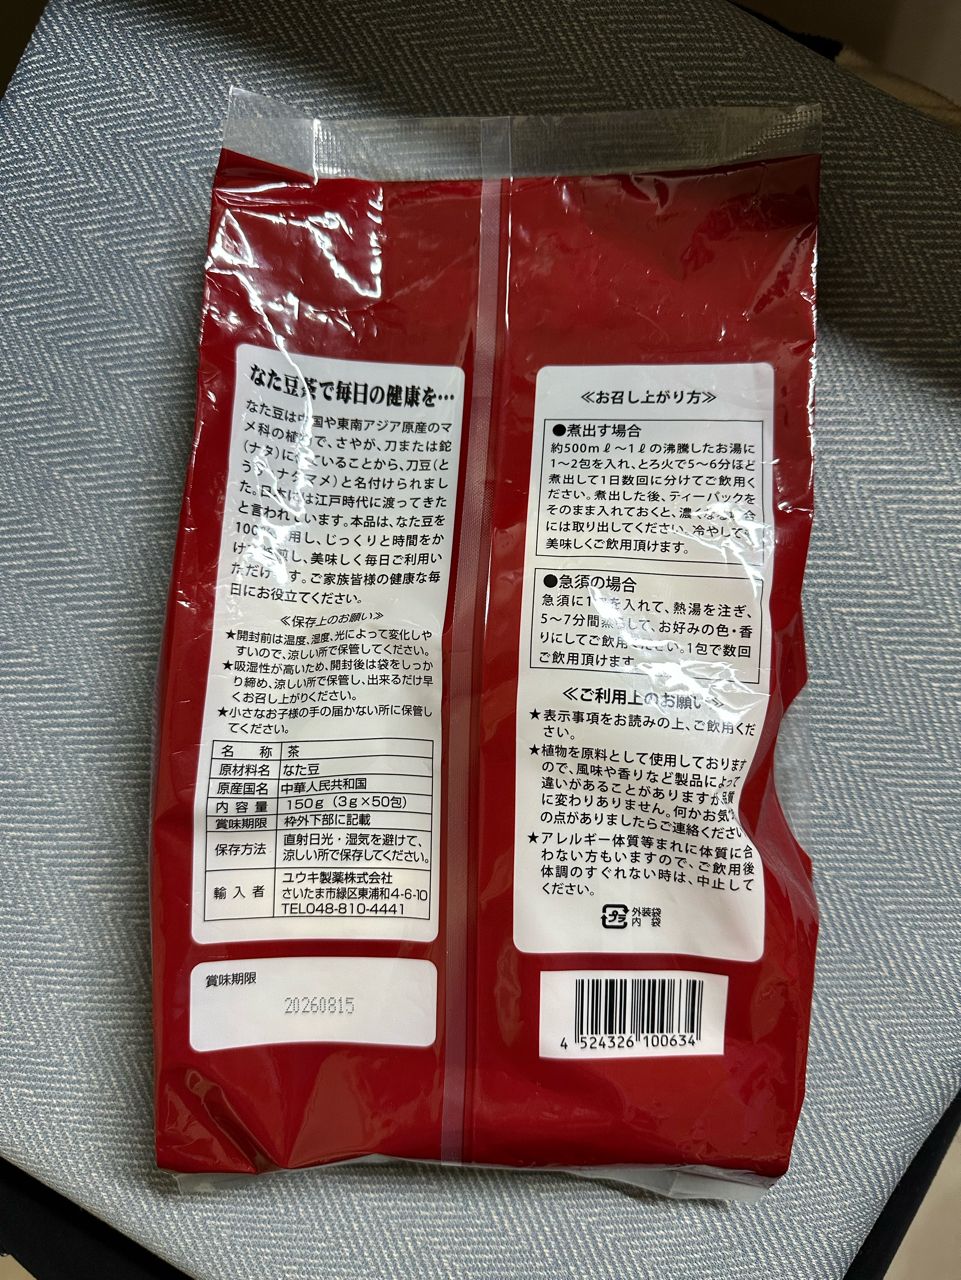 なた豆茶で毎日の健康を…
なた豆は中国や東南アジア原産のマ
メ科の植物で、さやが、刀または鉈
(ナタ)に似ていることから、刀豆(と
うず・ナタマメ)と名付けられまし
た。日本には江戸時代に渡ってきた
と言われています。本品は、なた豆を
100%使用し、じっくりと時間をか
けて焙煎し、美味しく毎日ご利用い
ただけます。ご家族皆様の健康な毎
日にお役立てください。
≪保存上のお願い≫
★開封前は温度、湿度、光によって変化しや
すいので、涼しい所で保管してください。
★吸湿性が高いため、開封後は袋をしっか
り締め、涼しい所で保管し、出来るだけ早
くお召し上がりください。
★小さなお子様の手の届かない所に保管し
てください。
名称 茶
原材料名 なた豆
原産国名 中華人民共和国
内容量 150g(3g×50包)
賞味期限 枠外下部に記載
保存方法 直射日光・湿気を避けて、
涼しい所で保存してください。
輸入者 ユウキ製薬株式会社
さいたま市緑区東浦和4-6-10
TEL048-810-4441
賞味期限
20260815
≪お召し上がり方≫
●煮出す場合
約500mℓ〜1ℓの沸騰したお湯に
1〜2包を入れ、とろ火で5〜6分ほど
煮出して1日数回に分けてご飲用く
ださい。煮出した後、ティーパックを
そのまま入れておくと、濃くなる場合
には取り出してください。冷やしても
美味しくご飲用頂けます。
●急須の場合
急須に1包を入れて、熱湯を注ぎ、
5〜7分間蒸らして、お好みの色・香
りにてご飲用ください。1包で数回
ご飲用頂けます。
≪ご利用上のお願い≫
★表示事項をお読みの上、ご飲用くだ
さい。
★植物を原料として使用しております
ので、風味や香りなど製品によって
違いがあることがありますが品質
に変わりありません。何かお気づき
の点がありましたらご連絡ください。
★アレルギー体質等まれに体質に合
わない方もいますので、ご飲用後
体調のすぐれない時は、中止して
ください。
プラ
外装袋
内袋
4 524326 100634